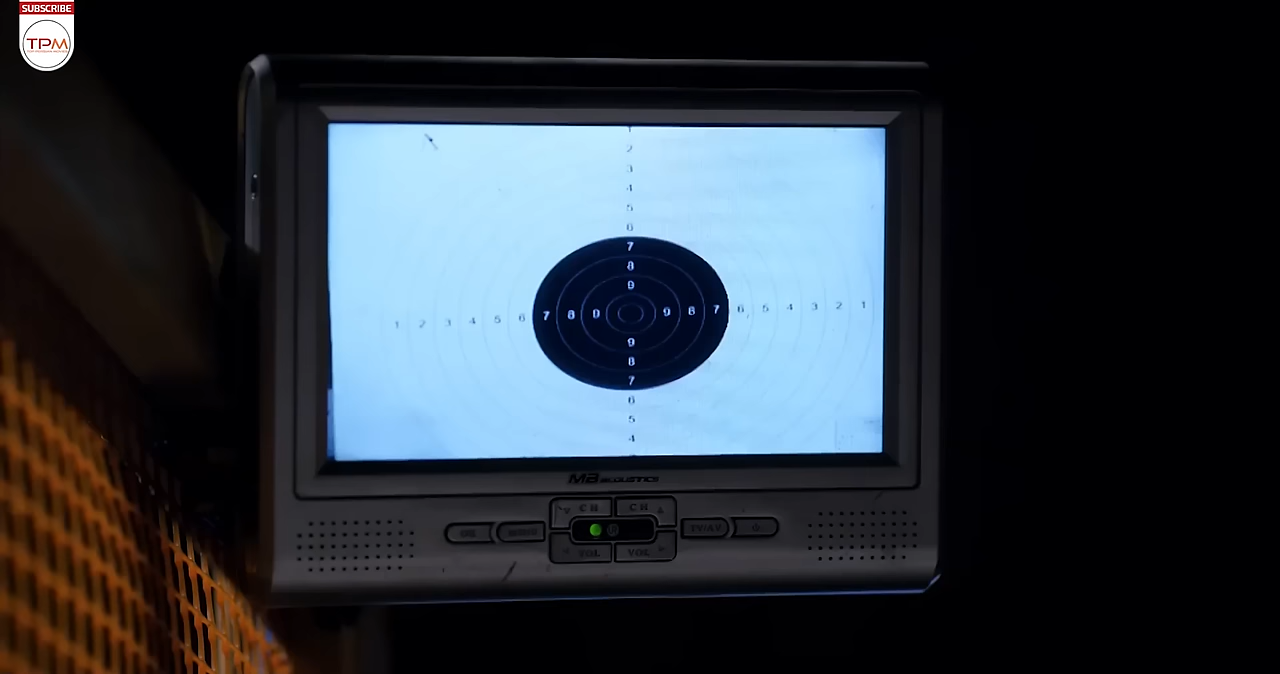 SUBSCRIBE
TPM
1
2
3
4
5
6
7
8
9
1 2 3 4 5 6 7 8 9 9 8 7 6 5 4 3 2 1
9
8
7
6
5
4
MB ACOUSTICS
CH CH
TV/AV
VOL VOL